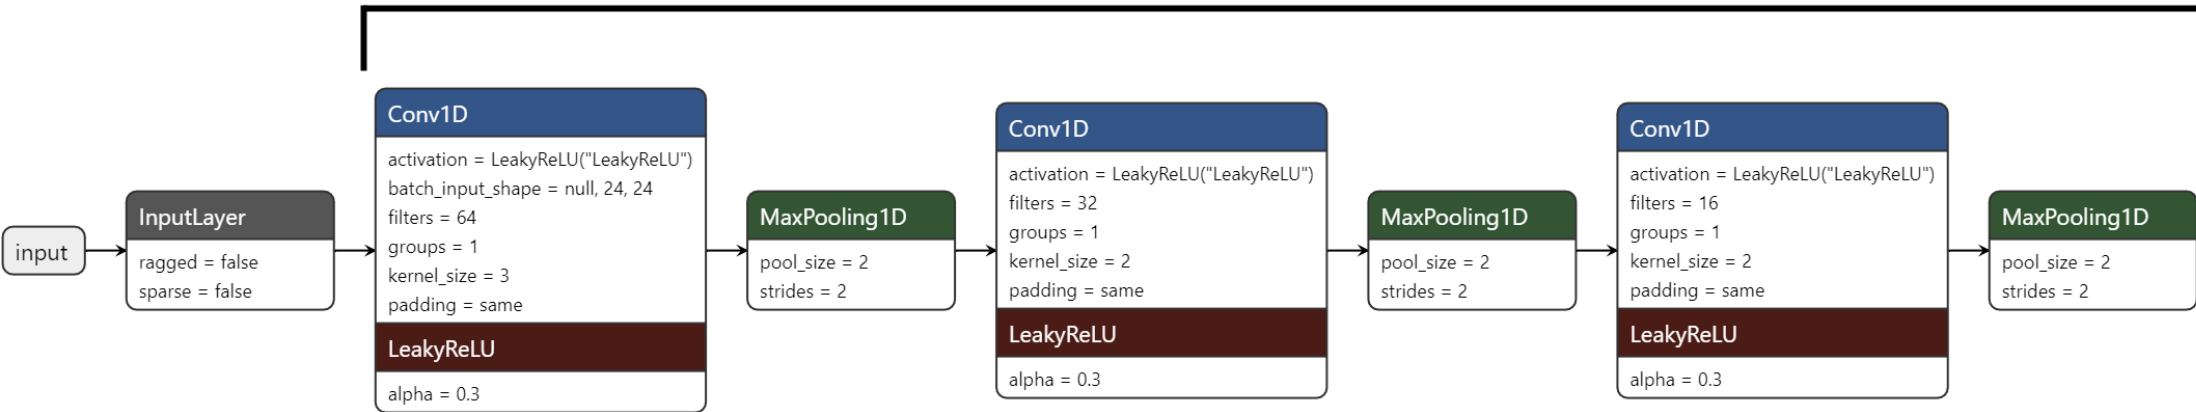 input
InputLayer
ragged = false
sparse = false
Conv1D
activation = LeakyReLU("LeakyReLU")
batch_input_shape = null, 24, 24
filters = 64
groups = 1
kernel_size = 3
padding = same
LeakyReLU
alpha = 0.3
MaxPooling1D
pool_size = 2
strides = 2
Conv1D
activation = LeakyReLU("LeakyReLU")
filters = 32
groups = 1
kernel_size = 2
padding = same
LeakyReLU
alpha = 0.3
MaxPooling1D
pool_size = 2
strides = 2
Conv1D
activation = LeakyReLU("LeakyReLU")
filters = 16
groups = 1
kernel_size = 2
padding = same
LeakyReLU
alpha = 0.3
MaxPooling1D
pool_size = 2
strides = 2